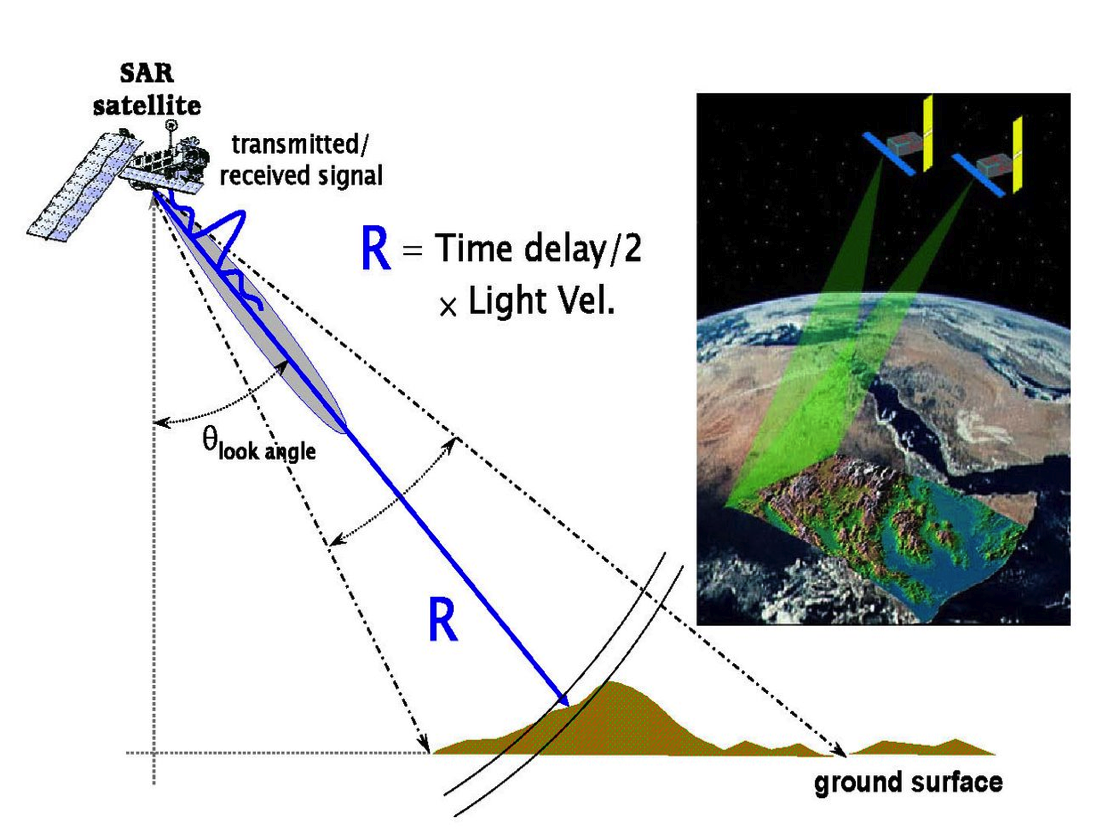 SAR
satellite
transmitted/
received signal
R = Time delay/2
x Light Vel.
θlook angle
R
ground surface